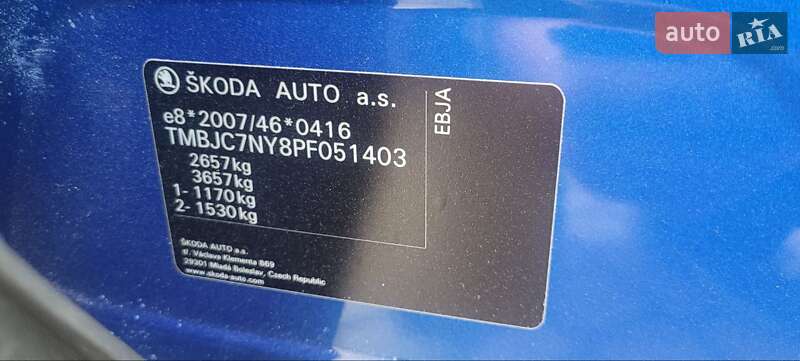 auto RIA
ŠKODA AUTO a.s.
e8*2007/46*0416
TMBJC7NY8PF051403
2657kg
3657kg
1- 1170kg
2- 1530kg
EBJA
ŠKODA AUTO a.s.
tř. Václava Klementa 869
29301 Mladá Boleslav, Czech Republic
www.skoda-auto.com